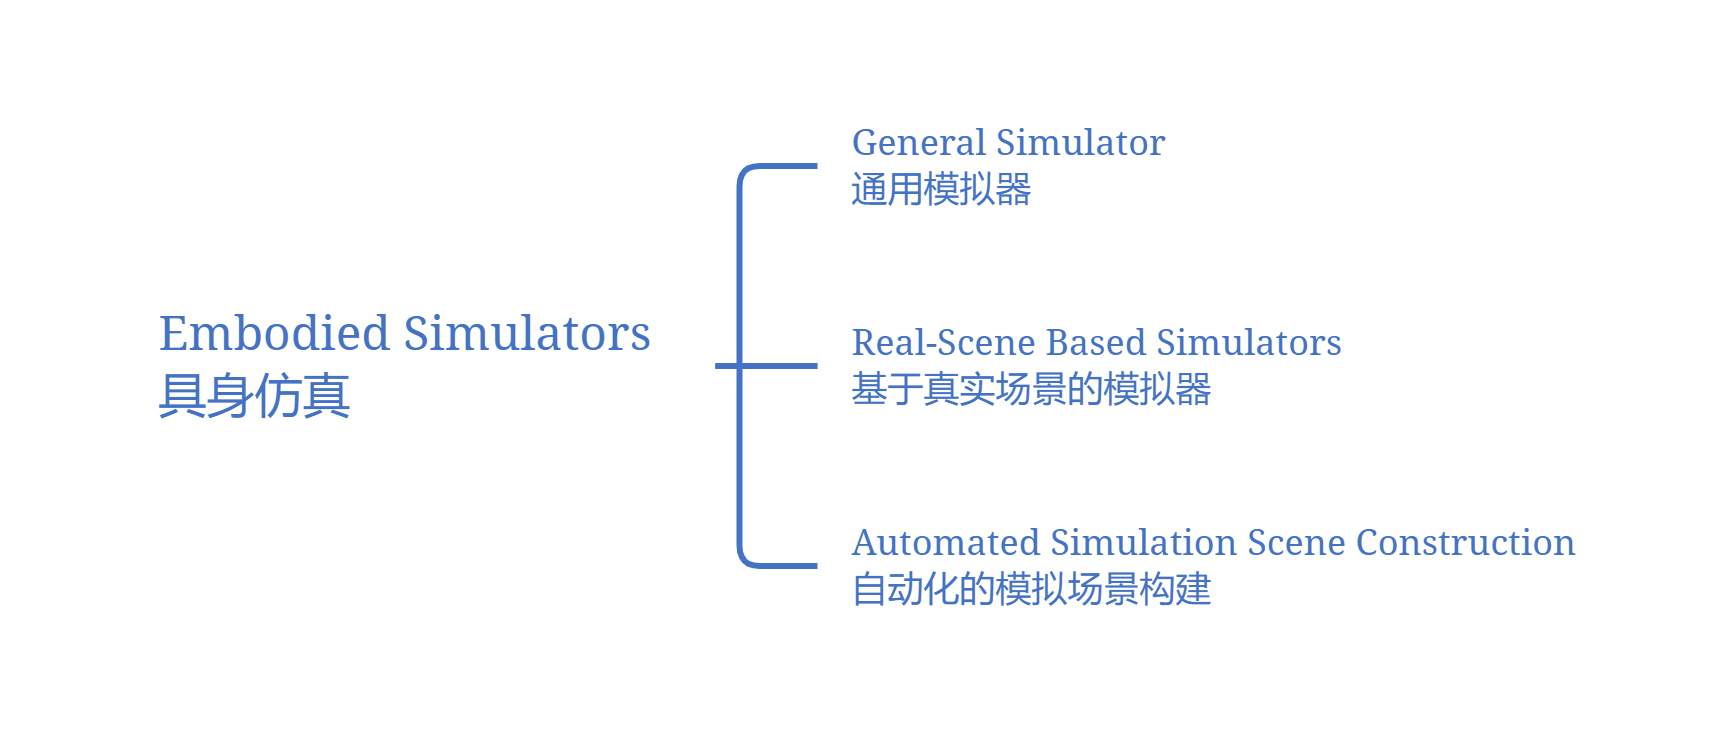 Embodied Simulators
具身仿真
General Simulator
通用模拟器
Real-Scene Based Simulators
基于真实场景的模拟器
Automated Simulation Scene Construction
自动化的模拟场景构建